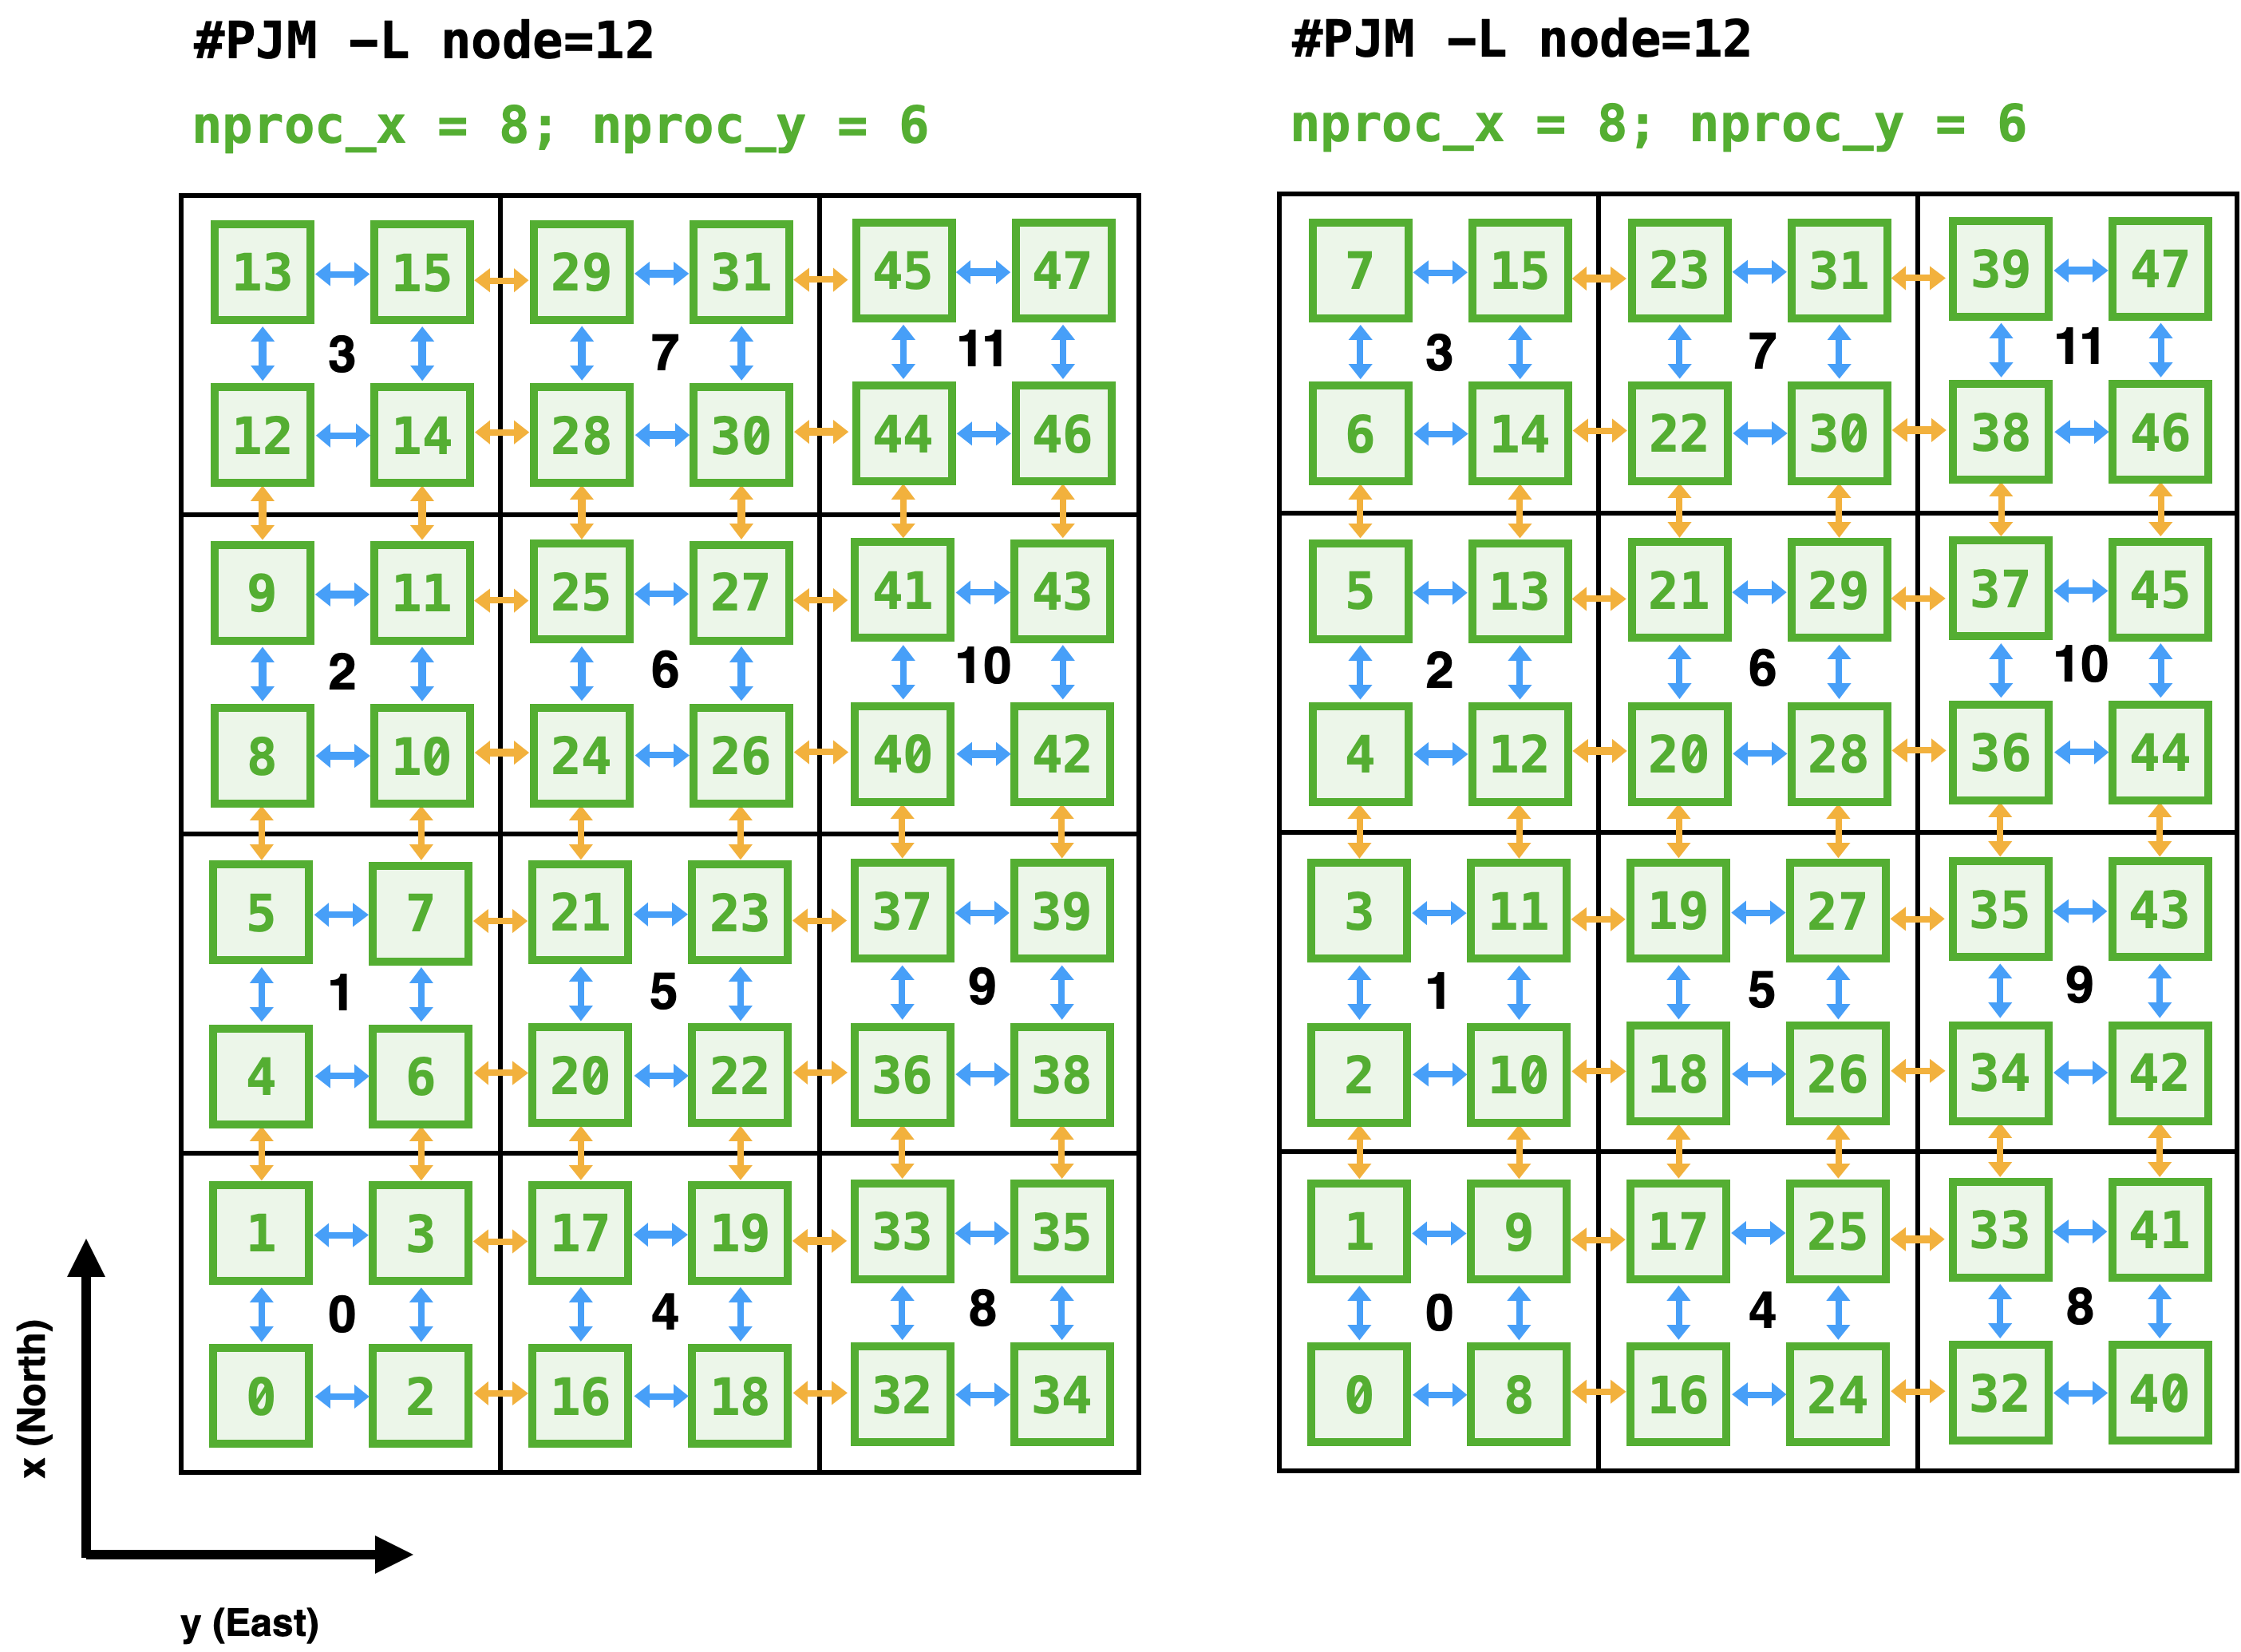 #PJM –L node=12
nproc_x = 8; nproc_y = 6
13 15 29 31 45 47
3 7 11
12 14 28 30 44 46
9 11 25 27 41 43
2 6 10
8 10 24 26 40 42
5 7 21 23 37 39
1 5 9
4 6 20 22 36 38
1 3 17 19 33 35
0 4 8
0 2 16 18 32 34
x (North)
y (East)
#PJM –L node=12
nproc_x = 8; nproc_y = 6
7 15 23 31 39 47
3 7 11
6 14 22 30 38 46
5 13 21 29 37 45
2 6 10
4 12 20 28 36 44
3 11 19 27 35 43
1 5 9
2 10 18 26 34 42
1 9 17 25 33 41
0 4 8
0 8 16 24 32 40